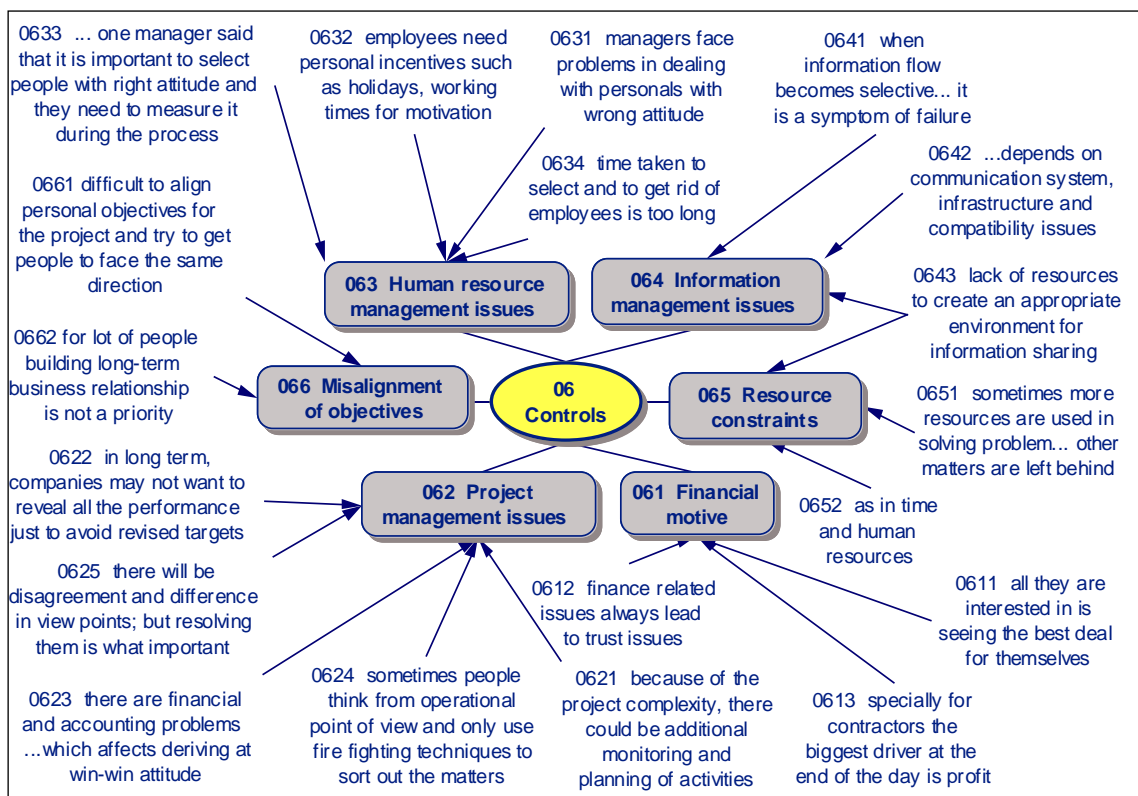 0633 ... one manager said
that it is important to select
people with right attitude and
they need to measure it
during the process
0632 employees need
personal incentives such
as holidays, working
times for motivation
0631 managers face
problems in dealing
with personals with
wrong attitude
0641 when
information flow
becomes selective... it
is a symptom of failure
0634 time taken to
select and to get rid of
employees is too long
0642 ...depends on
communication system,
infrastructure and
compatibility issues
0661 difficult to align
personal objectives for
the project and try to get
people to face the same
direction
063 Human resource
management issues
064 Information
management issues
0643 lack of resources
to create an appropriate
environment for
information sharing
0662 for lot of people
building long-term
business relationship
is not a priority
066 Misalignment
of objectives
06
Controls
065 Resource
constraints
0651 sometimes more
resources are used in
solving problem... other
matters are left behind
0622 in long term,
companies may not want to
reveal all the performance
just to avoid revised targets
062 Project
management issues
061 Financial
motive
0652 as in time
and human
resources
0625 there will be
disagreement and difference
in view points; but resolving
them is what important
0612 finance related
issues always lead
to trust issues
0611 all they are
interested in is
seeing the best deal
for themselves
0623 there are financial
and accounting problems
...which affects deriving at
win-win attitude
0624 sometimes people
think from operational
point of view and only use
fire fighting techniques to
sort out the matters
0621 because of the
project complexity, there
could be additional
monitoring and
planning of activities
0613 specially for
contractors the
biggest driver at the
end of the day is profit